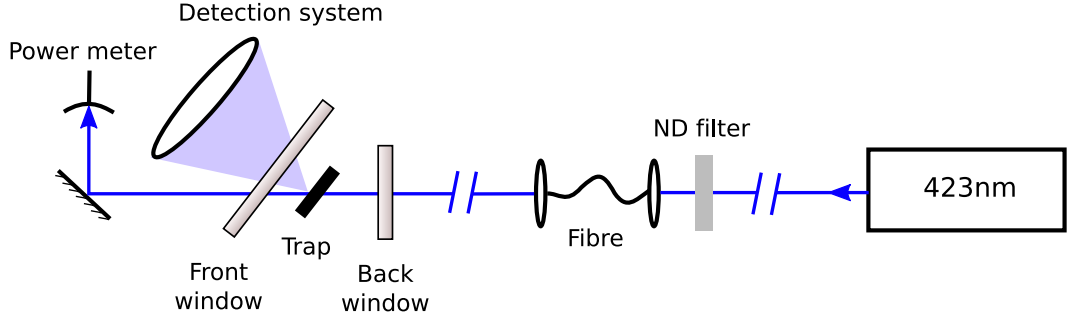 Detection system
Power meter
ND filter
423nm
Fibre
Trap
Front
window
Back
window